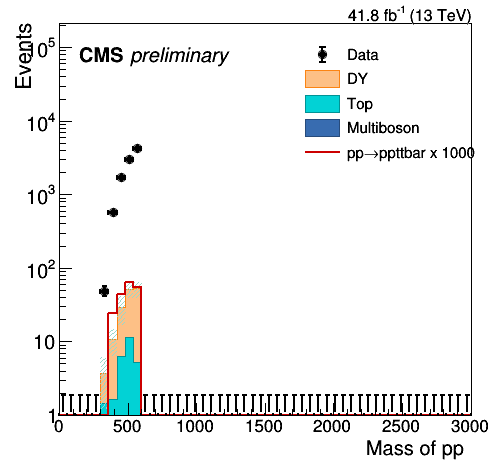 41.8 fb⁻¹ (13 TeV)
Events
CMS preliminary
Data
DY
Top
Multiboson
pp→ppttbar x 1000
10⁵
10⁴
10³
10²
10
1
0 500 1000 1500 2000 2500 3000
Mass of pp